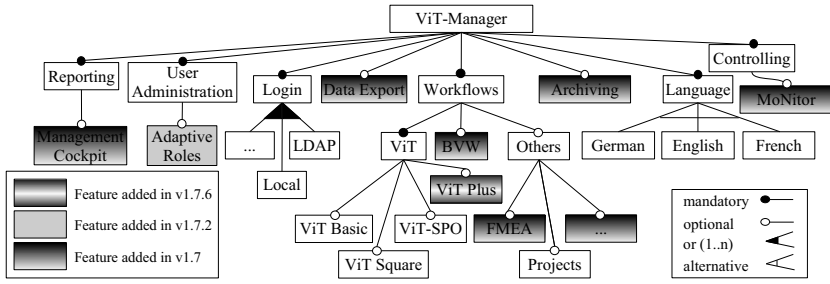 ViT-Manager
Controlling
Reporting
User
Administration
Login
Data Export
Workflows
Archiving
Language
MoNitor
Management
Cockpit
Adaptive
Roles
...
LDAP
Local
ViT
BVW
Others
German
English
French
ViT Plus
ViT Basic
ViT-SPO
FMEA
...
ViT Square
Projects
Feature added in v1.7.6
Feature added in v1.7.2
Feature added in v1.7
mandatory
optional
or (1..n)
alternative